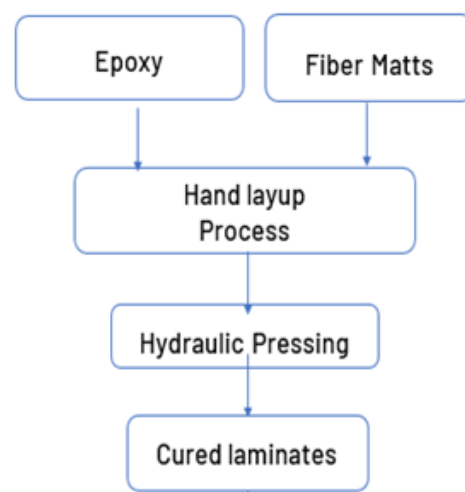 Epoxy
Fiber Matts
Hand layup
Process
Hydraulic Pressing
Cured laminates